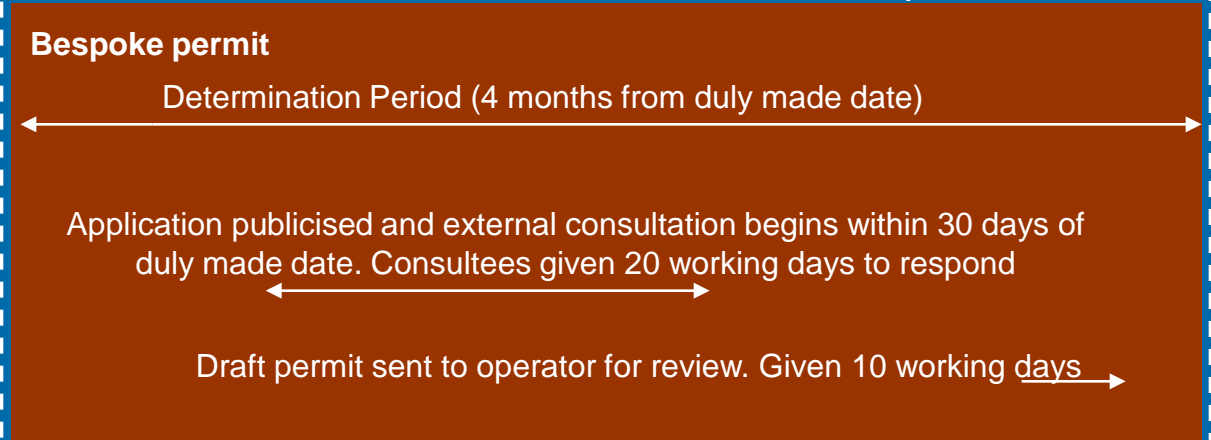 Bespoke permit
Determination Period (4 months from duly made date)
Application publicised and external consultation begins within 30 days of
duly made date. Consultees given 20 working days to respond
Draft permit sent to operator for review. Given 10 working days